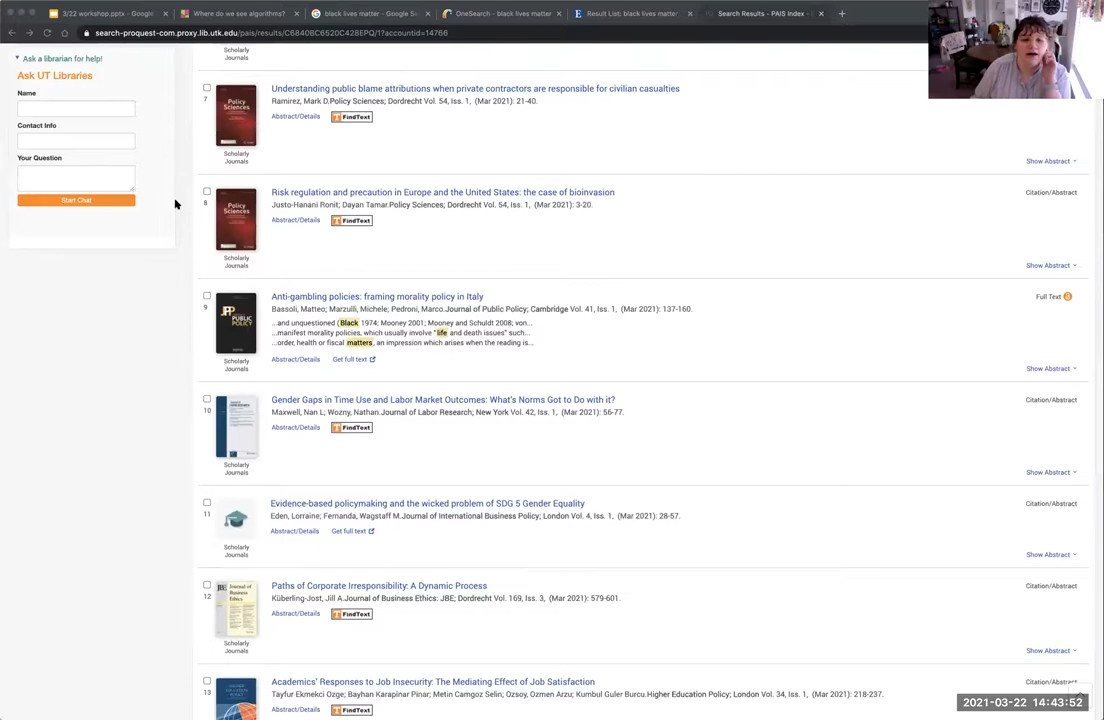 3/22 workshop.pptx - Google
Where do we see algorithms?
black lives matter - Google S
OneSearch - black lives matter
Result List: black lives matter
Search Results - PAIS Index -
search-proquest-com.proxy.lib.utk.edu/pais/results/C6840BC6520C428EPQ/1?accountid=14766
Ask a librarian for help!
Ask UT Libraries
Name
Contact Info
Your Question
Start Chat
Scholarly
Journals
7
Understanding public blame attributions when private contractors are responsible for civilian casualties
Ramirez, Mark D.Policy Sciences; Dordrecht Vol. 54, Iss. 1, (Mar 2021): 21-40.
Abstract/Details
FindText
Scholarly
Journals
Show Abstract
8
Risk regulation and precaution in Europe and the United States: the case of bioinvasion
Citation/Abstract
Justo-Hanani Ronit; Dayan Tamar.Policy Sciences; Dordrecht Vol. 54, Iss. 1, (Mar 2021): 3-20.
Abstract/Details
FindText
Scholarly
Journals
Show Abstract
9
Anti-gambling policies: framing morality policy in Italy
Full Text
Bassoli, Matteo; Marzulli, Michele; Pedroni, Marco.Journal of Public Policy; Cambridge Vol. 41, Iss. 1, (Mar 2021): 137-160.
...and unquestioned (Black 1974; Mooney 2001; Mooney and Schuldt 2008; von...
...manifest morality policies, which usually involve "life and death issues" such...
...order, health or fiscal matters, an impression which arises when the reading is...
Abstract/Details
Get full text
Scholarly
Journals
Show Abstract
10
Gender Gaps in Time Use and Labor Market Outcomes: What's Norms Got to Do with it?
Citation/Abstract
Maxwell, Nan L; Wozny, Nathan.Journal of Labor Research; New York Vol. 42, Iss. 1, (Mar 2021): 56-77.
Abstract/Details
FindText
Scholarly
Journals
Show Abstract
11
Evidence-based policymaking and the wicked problem of SDG 5 Gender Equality
Citation/Abstract
Eden, Lorraine; Fernanda, Wagstaff M.Journal of International Business Policy; London Vol. 4, Iss. 1, (Mar 2021): 28-57.
Abstract/Details
Get full text
Scholarly
Journals
Show Abstract
12
Paths of Corporate Irresponsibility: A Dynamic Process
Citation/Abstract
Küberling-Jost, Jill A.Journal of Business Ethics: JBE; Dordrecht Vol. 169, Iss. 3, (Mar 2021): 579-601.
Abstract/Details
FindText
Scholarly
Journals
Show Abstract
13
Academics' Responses to Job Insecurity: The Mediating Effect of Job Satisfaction
Citation/Abstract
Tayfur Ekmekci Ozge; Bayhan Karapinar Pinar; Metin Camgoz Selin; Ozsoy, Ozmen Arzu; Kumbul Guler Burcu.Higher Education Policy; London Vol. 34, Iss. 1, (Mar 2021): 218-237.
Abstract/Details
FindText
2021-03-22 14:43:52